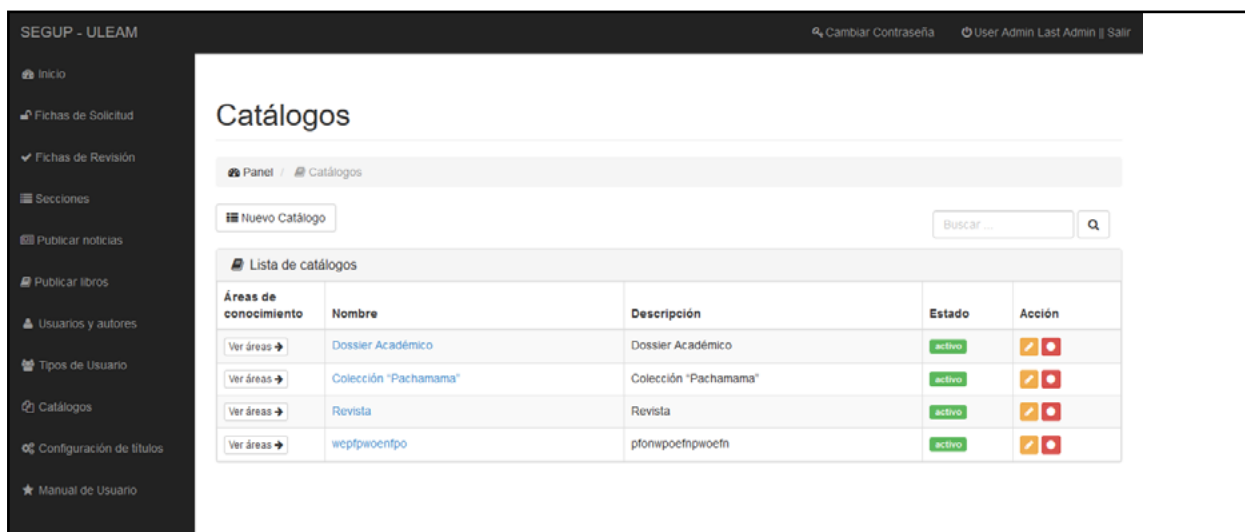 SEGUP - ULEAM
Cambiar Contraseña
User Admin Last Admin || Salir
Inicio
Fichas de Solicitud
Fichas de Revisión
Secciones
Publicar noticias
Publicar libros
Usuarios y autores
Tipos de Usuario
Catálogos
Configuración de títulos
Manual de Usuario
Catálogos
Panel / Catálogos
Nuevo Catálogo
Buscar ...
Lista de catálogos
Áreas de conocimiento Nombre Descripción Estado Acción
Ver áreas Dossier Académico Dossier Académico activo
Ver áreas Colección "Pachamama" Colección "Pachamama" activo
Ver áreas Revista Revista activo
Ver áreas wepfpwoenfpo pfonwpoefnpwoefn activo